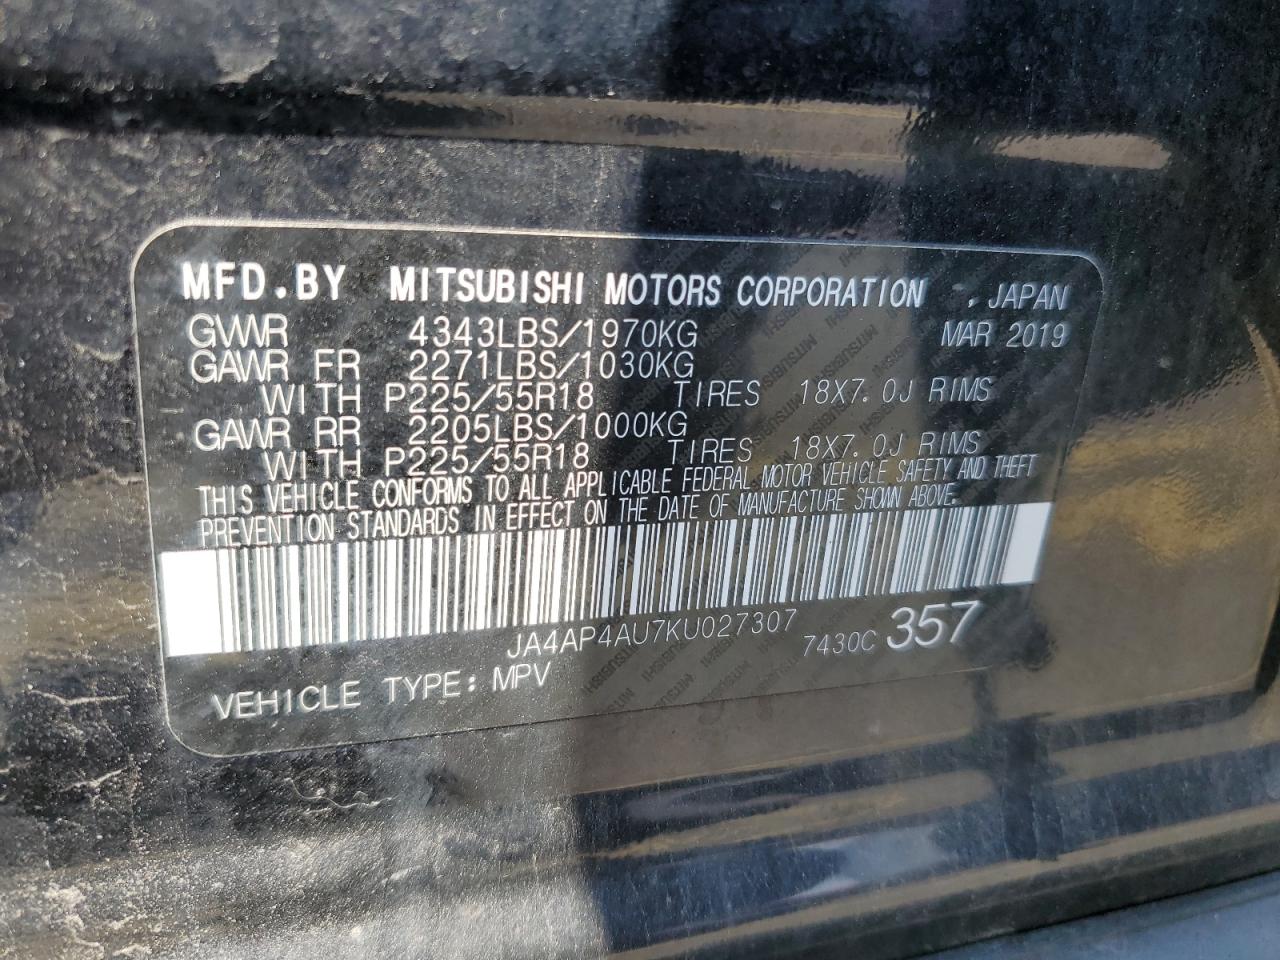 MFD.BY MITSUBISHI MOTORS CORPORATION , JAPAN
GVWR 4343LBS/1970KG MAR 2019
GAWR FR 2271LBS/1030KG
WITH P225/55R18 TIRES 18X7.0J RIMS
GAWR RR 2205LBS/1000KG
WITH P225/55R18 TIRES 18X7.0J RIMS
THIS VEHICLE CONFORMS TO ALL APPLICABLE FEDERAL MOTOR VEHICLE SAFETY AND THEFT
PREVENTION STANDARDS IN EFFECT ON THE DATE OF MANUFACTURE SHOWN ABOVE.
JA4AP4AU7KU027307 7430C 357
VEHICLE TYPE: MPV